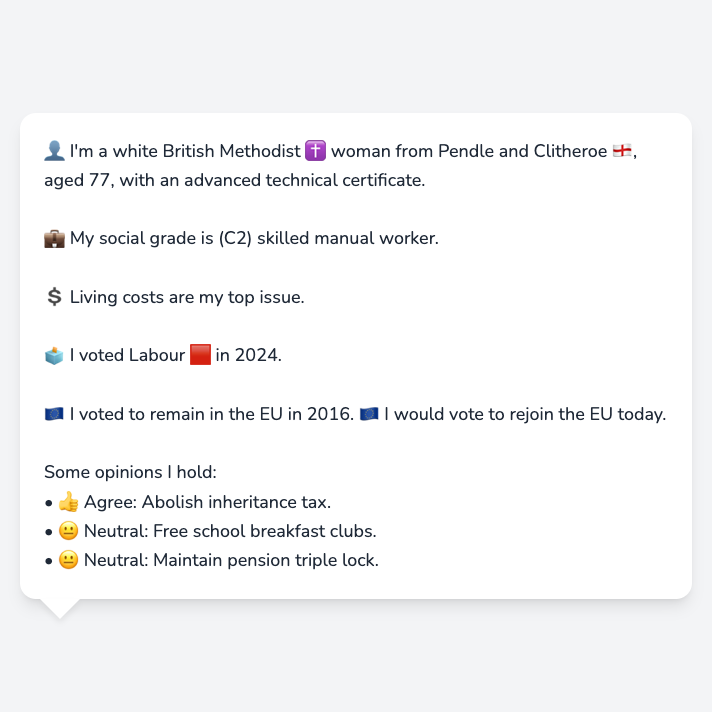 👤 I'm a white British Methodist ✝️ woman from Pendle and Clitheroe 🏴󠁧󠁢󠁥󠁮󠁧󠁿,
aged 77, with an advanced technical certificate.
💼 My social grade is (C2) skilled manual worker.
💲 Living costs are my top issue.
🗳️ I voted Labour 🟥 in 2024.
🇪🇺 I voted to remain in the EU in 2016. 🇪🇺 I would vote to rejoin the EU today.
Some opinions I hold:
• 👍 Agree: Abolish inheritance tax.
• 😐 Neutral: Free school breakfast clubs.
• 😐 Neutral: Maintain pension triple lock.